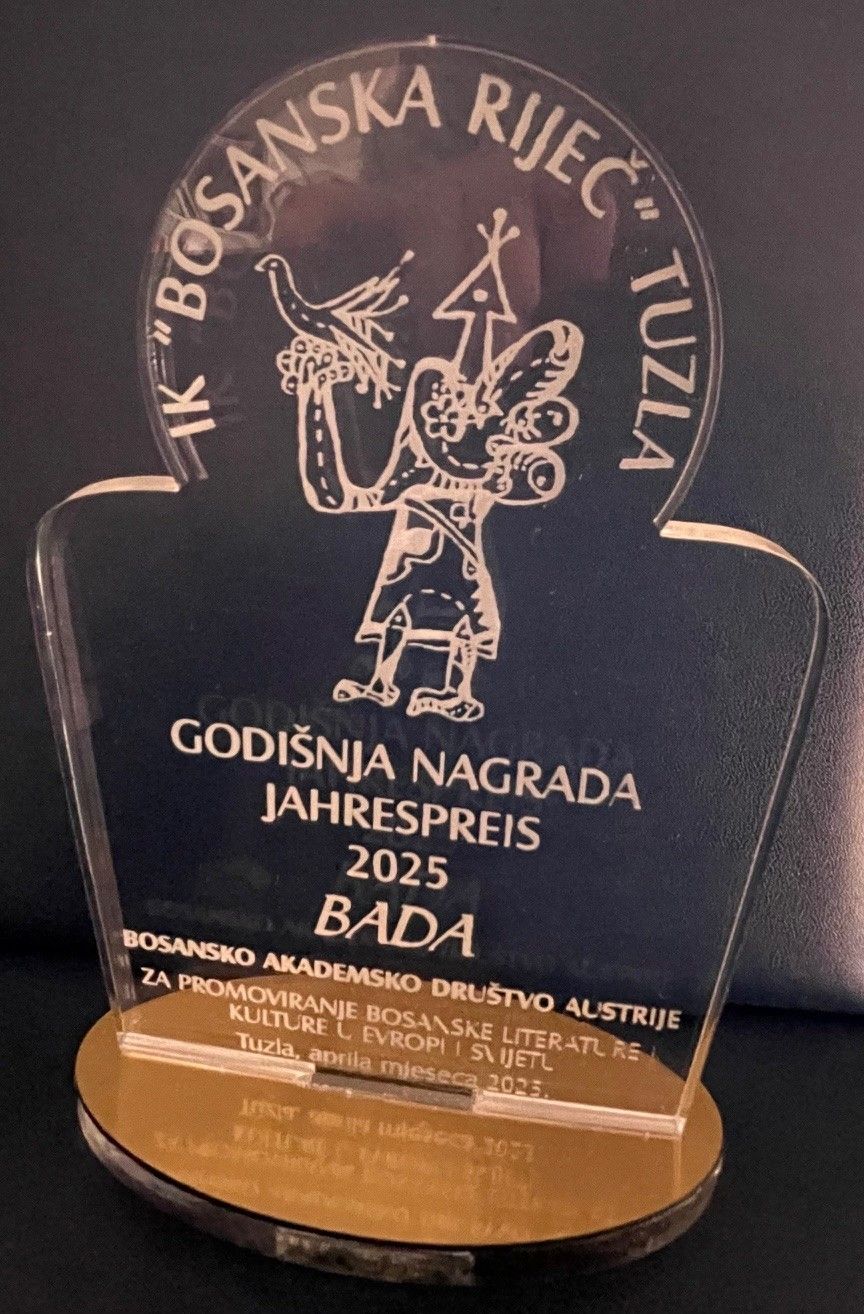 IK "BOSANSKA RIJEČ" TUZLA
GODIŠNJA NAGRADA
JAHRESPREIS
2025
BADA
BOSANSKO AKADEMSKO DRUŠTVO AUSTRIJE
ZA PROMOVIRANJE BOSANSKE LITERATURE I
KULTURE U EVROPI I SVIJETU
Tuzla, aprila mjeseca 2025.